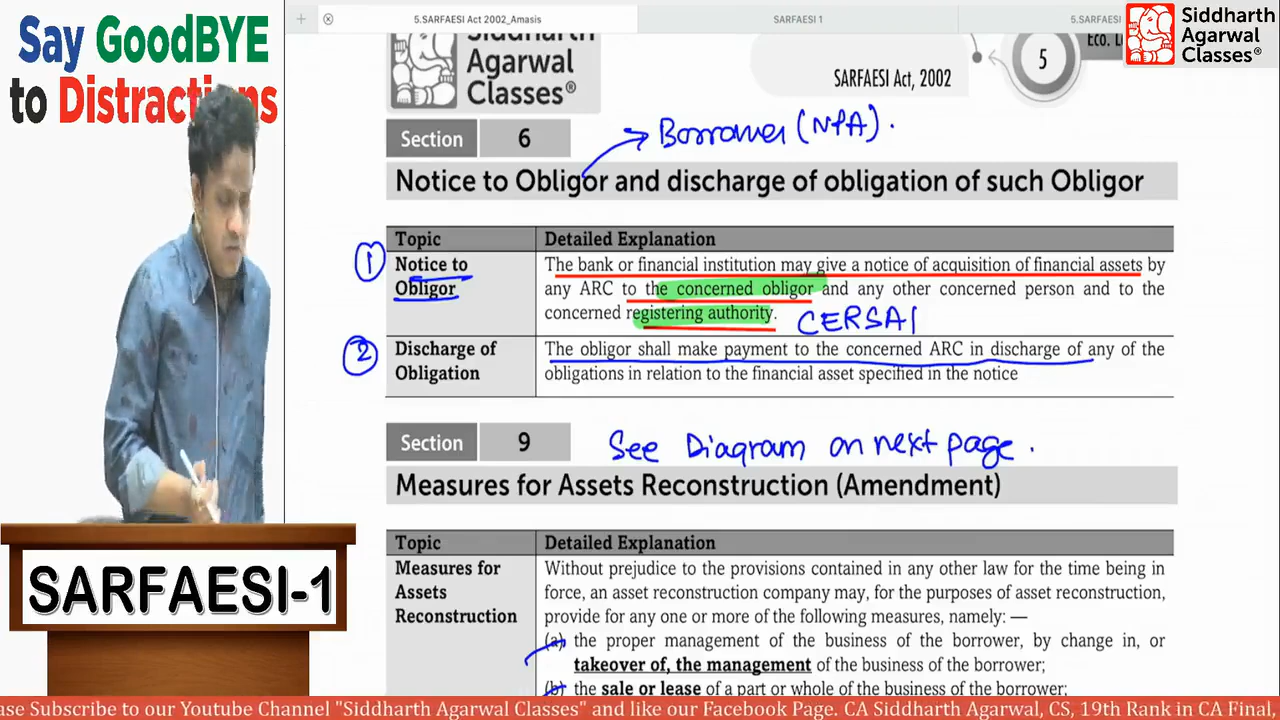 5.SARFAESI Act 2002_Amasis
SARFAESI 1
5.SARFAESI
Say GoodBYE
to Distractions
Siddharth
Agarwal
Classes®
Siddharth
Agarwal
Classes®
SARFAESI Act, 2002
5
Section 6
Borrower (NPA).
Notice to Obligor and discharge of obligation of such Obligor
Topic Detailed Explanation
1 Notice to Obligor
The bank or financial institution may give a notice of acquisition of financial assets by
any ARC to the concerned obligor and any other concerned person and to the
concerned registering authority. CERSAI
2 Discharge of Obligation
The obligor shall make payment to the concerned ARC in discharge of any of the
obligations in relation to the financial asset specified in the notice
Section 9 See Diagram on next page.
Measures for Assets Reconstruction (Amendment)
Topic Detailed Explanation
Measures for Assets Reconstruction
Without prejudice to the provisions contained in any other law for the time being in
force, an asset reconstruction company may, for the purposes of asset reconstruction,
provide for any one or more of the following measures, namely: —
(a) the proper management of the business of the borrower, by change in, or
takeover of, the management of the business of the borrower;
(b) the sale or lease of a part or whole of the business of the borrower;
SARFAESI-1
ase Subscribe to our Youtube Channel "Siddharth Agarwal Classes" and like our Facebook Page. CA Siddharth Agarwal, CS, 19th Rank in CA Final,